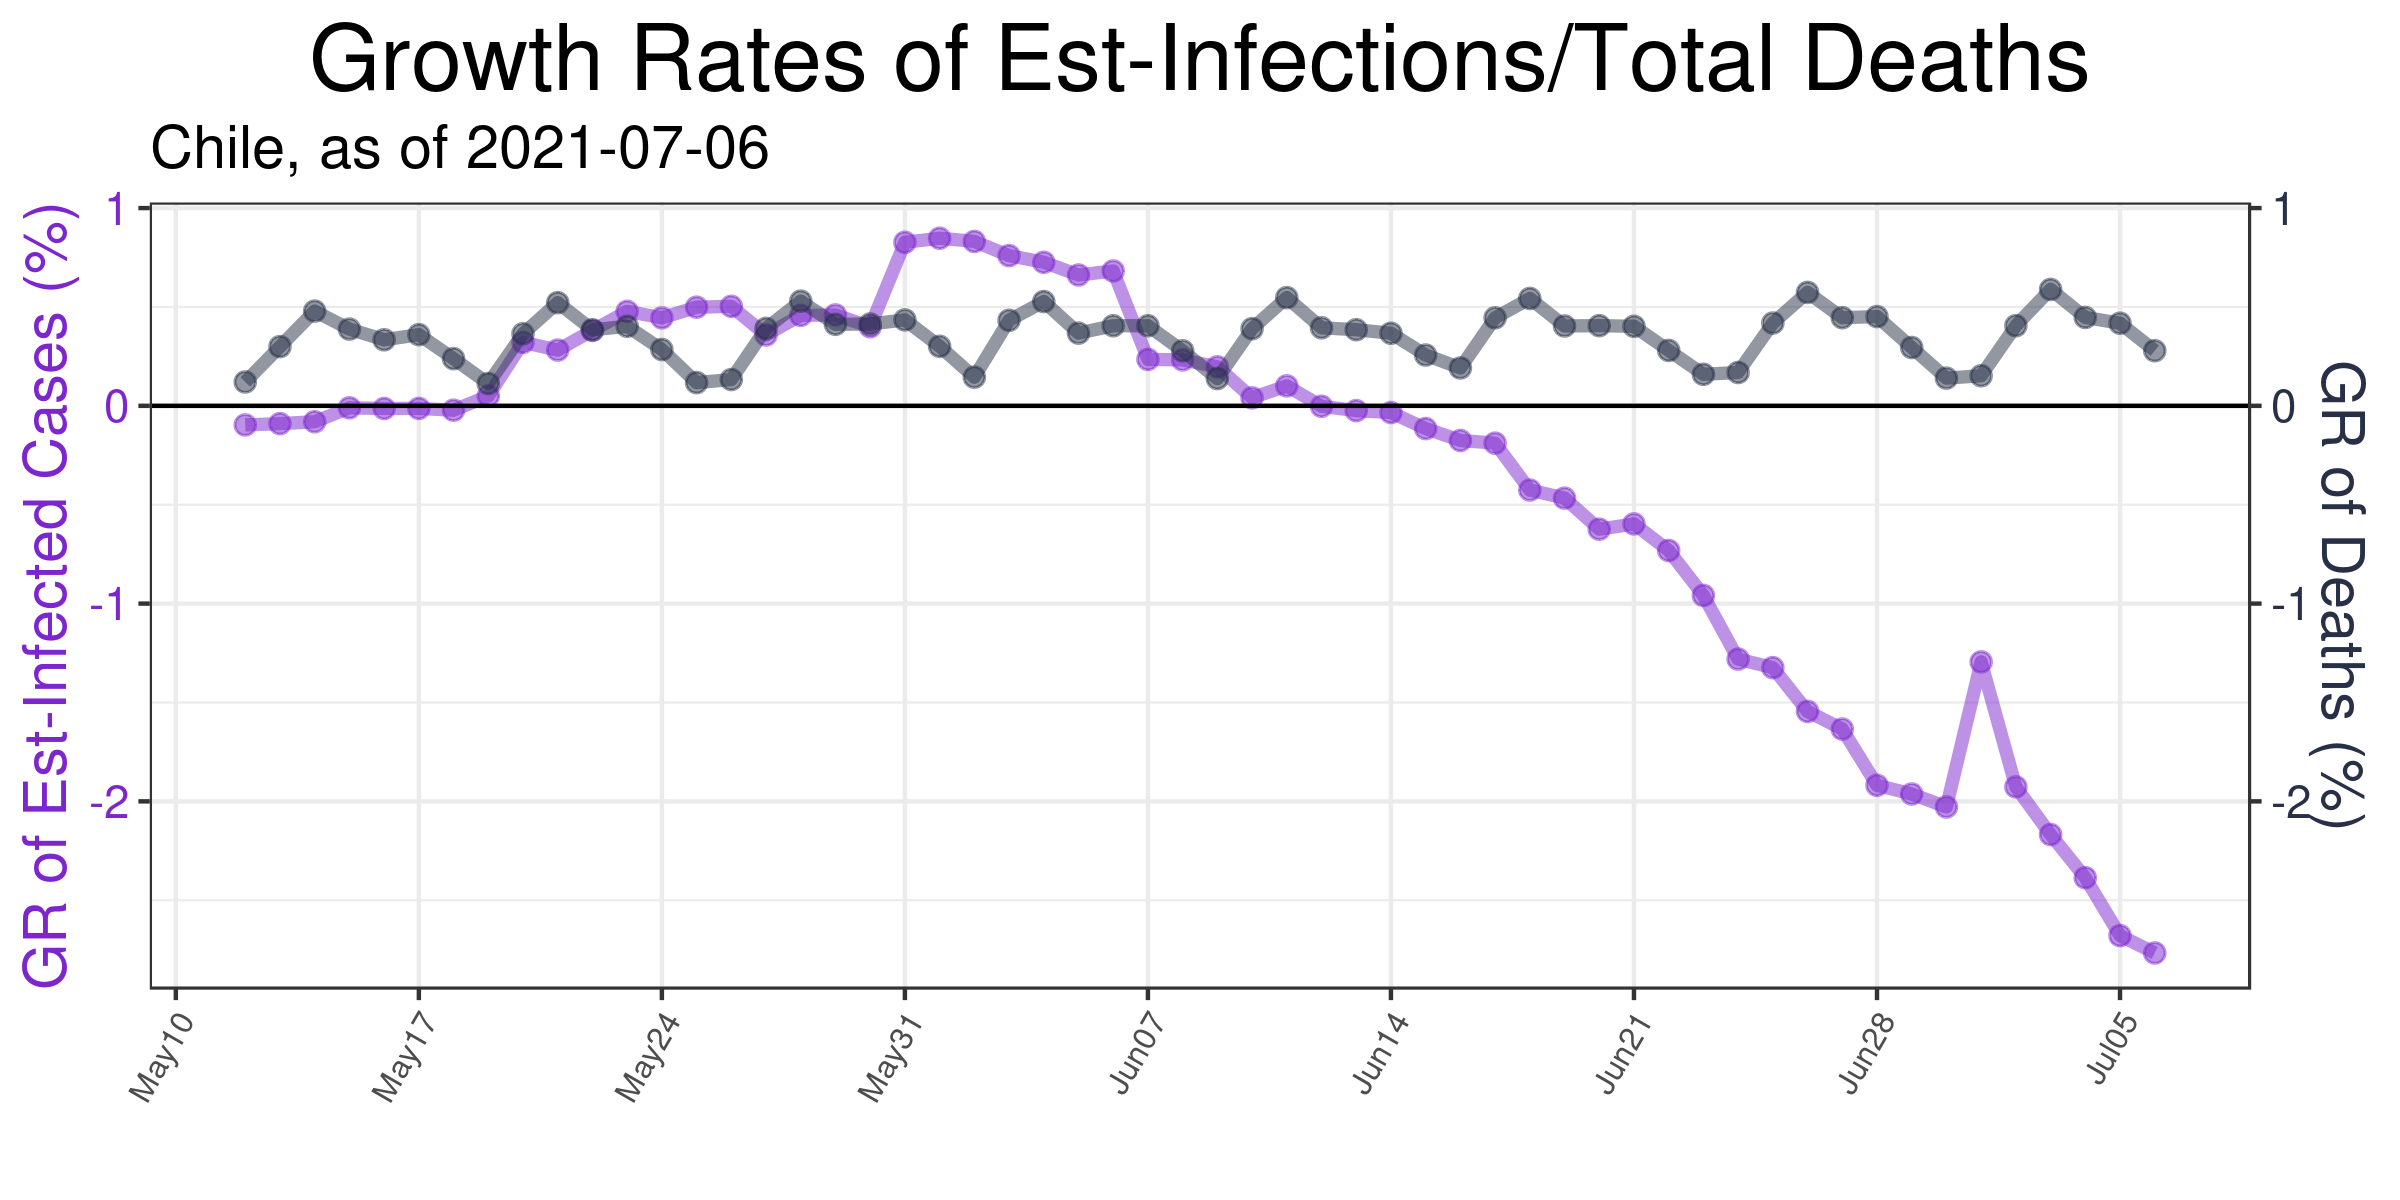 Growth Rates of Est-Infections/Total Deaths
Chile, as of 2021-07-06
GR of Est-Infected Cases (%)
1
0
-1
-2
1
0
-1
-2
GR of Deaths (%)
May10
May17
May24
May31
Jun07
Jun14
Jun21
Jun28
Jul05